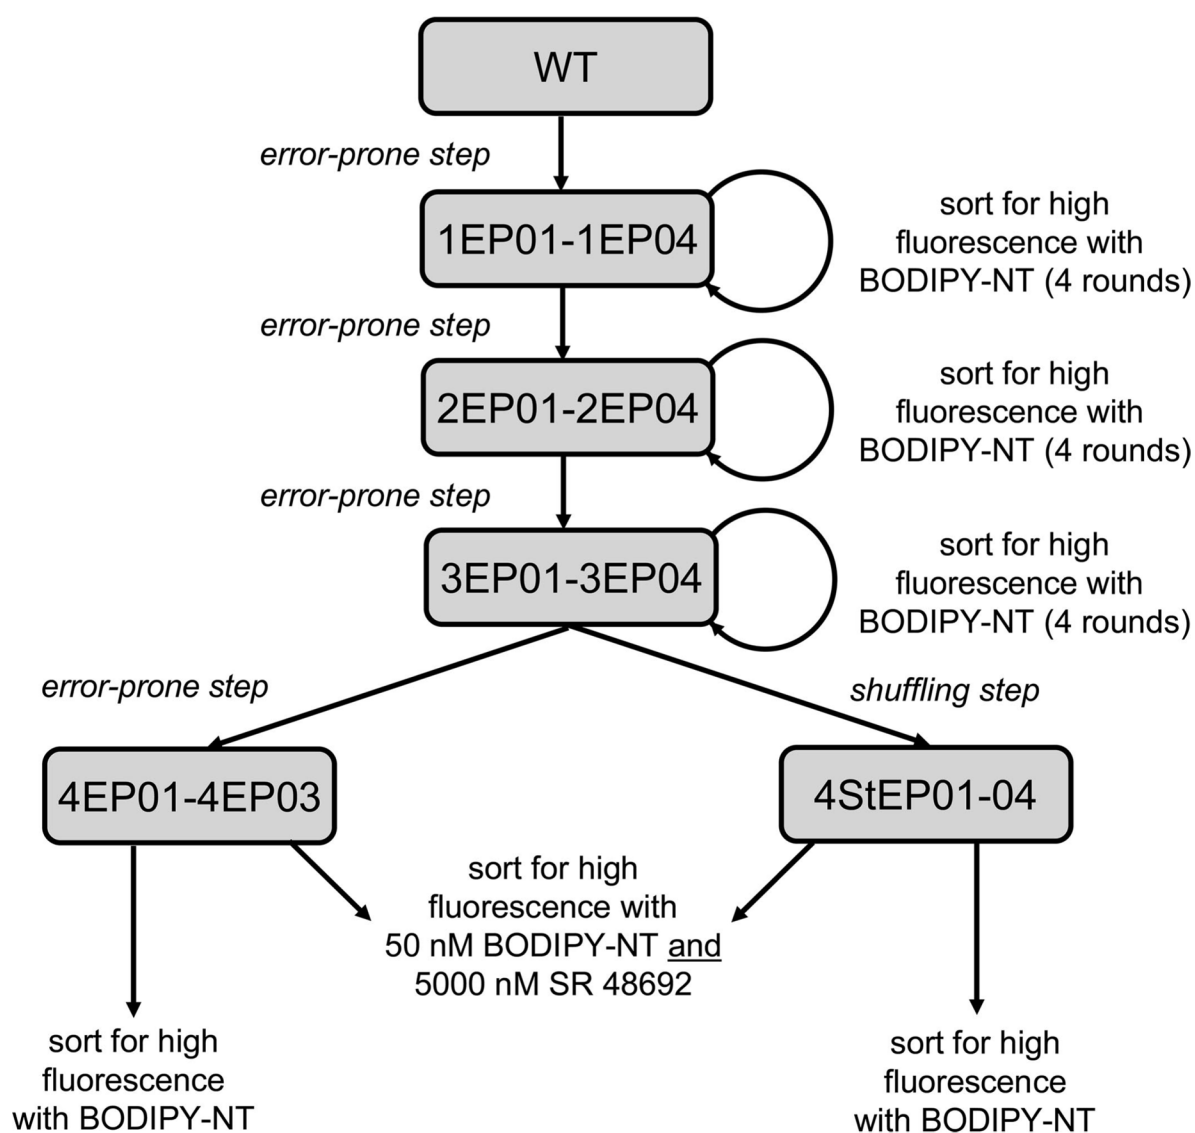 WT
error-prone step
1EP01-1EP04
sort for high
fluorescence with
BODIPY-NT (4 rounds)
error-prone step
2EP01-2EP04
sort for high
fluorescence with
BODIPY-NT (4 rounds)
error-prone step
3EP01-3EP04
sort for high
fluorescence with
BODIPY-NT (4 rounds)
error-prone step
shuffling step
4EP01-4EP03
4StEP01-04
sort for high
fluorescence with
50 nM BODIPY-NT and
5000 nM SR 48692
sort for high
fluorescence
with BODIPY-NT
sort for high
fluorescence
with BODIPY-NT